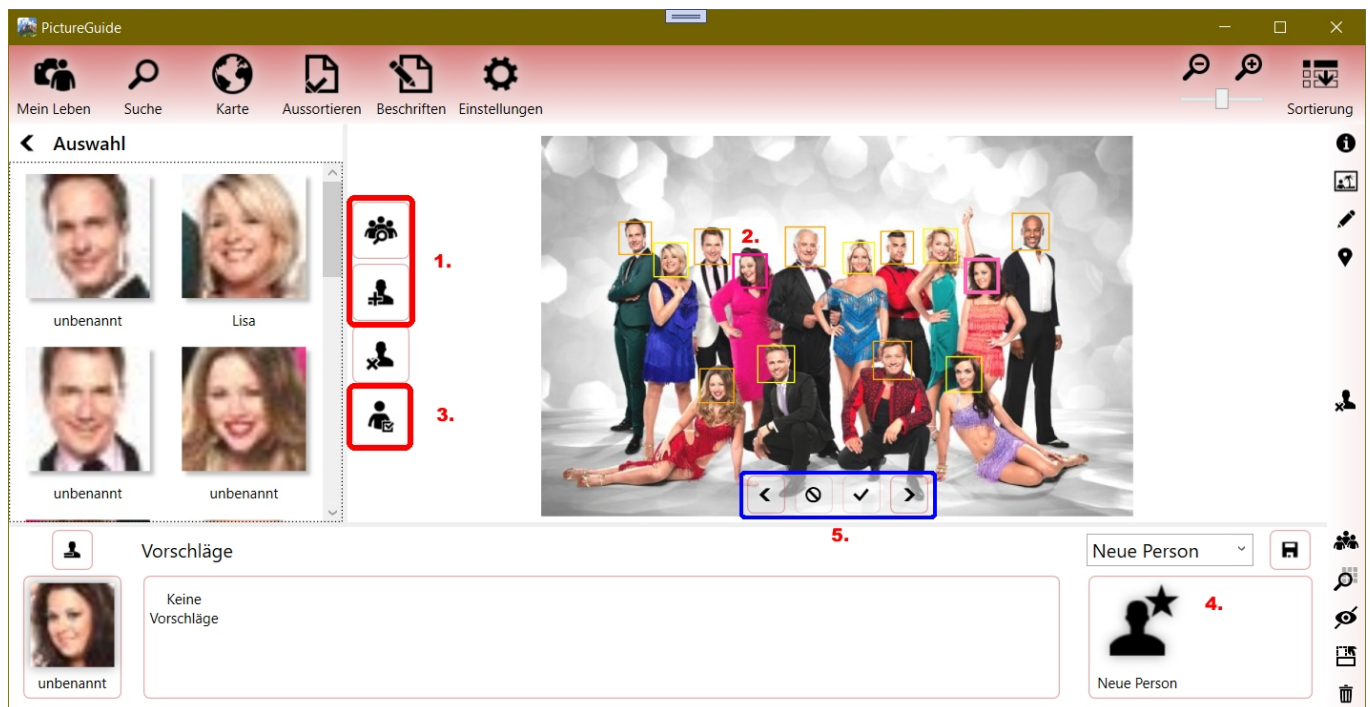 PictureGuide
Mein Leben
Suche
Karte
Aussortieren
Beschriften
Einstellungen
Sortierung
Auswahl
unbenannt
Lisa
unbenannt
unbenannt
1.
2.
3.
5.
Vorschläge
Neue Person
unbenannt
Keine
Vorschläge
4.
Neue Person